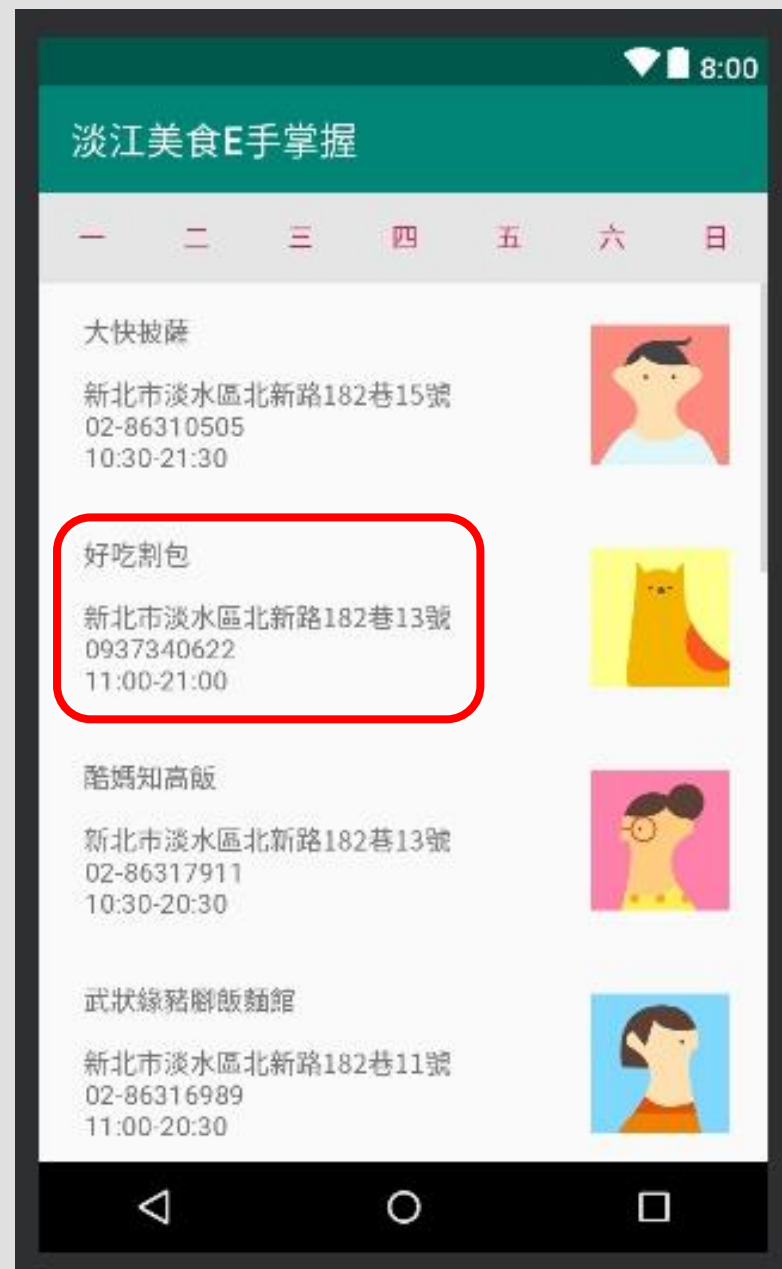 8:00
淡江美食E手掌握
一 二 三 四 五 六 日
大快披薩
新北市淡水區北新路182巷15號
02-86310505
10:30-21:30
好吃割包
新北市淡水區北新路182巷13號
0937340622
11:00-21:00
酷媽知高飯
新北市淡水區北新路182巷13號
02-86317911
10:30-20:30
武狀緣豬腳飯麵館
新北市淡水區北新路182巷11號
02-86316989
11:00-20:30